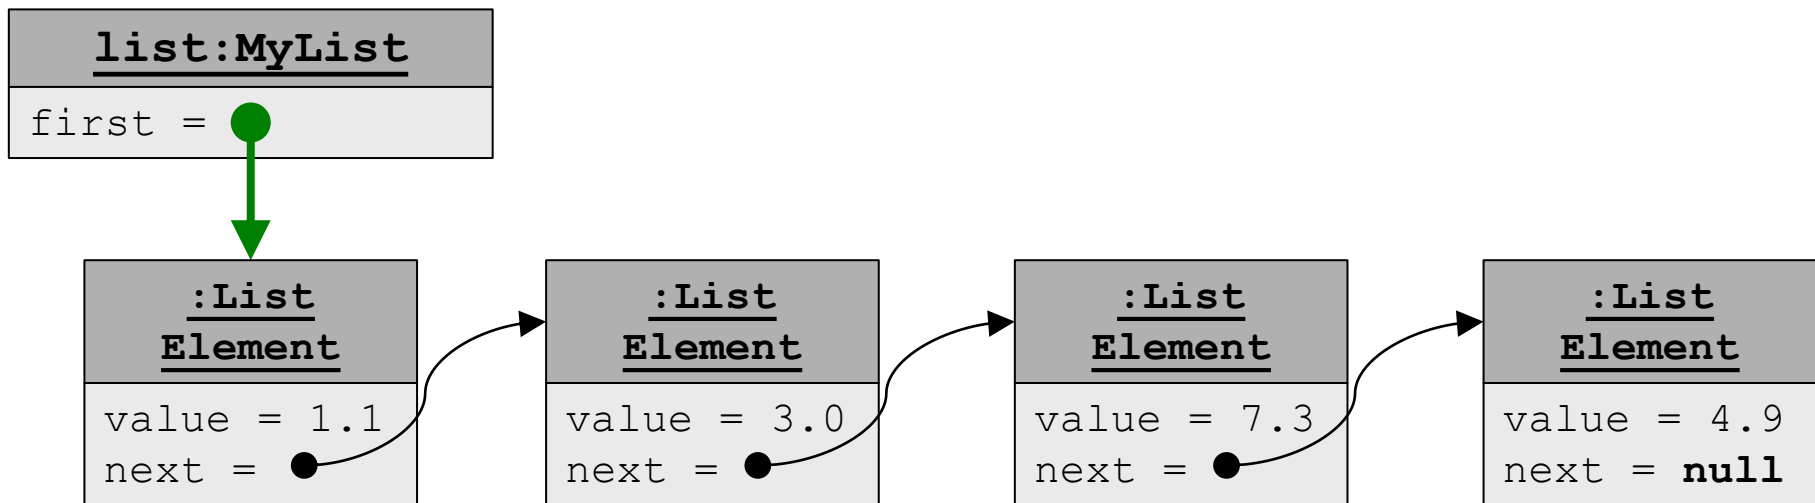 list:MyList
first =
:List
Element
value = 1.1
next =
:List
Element
value = 3.0
next =
:List
Element
value = 7.3
next =
:List
Element
value = 4.9
next = null